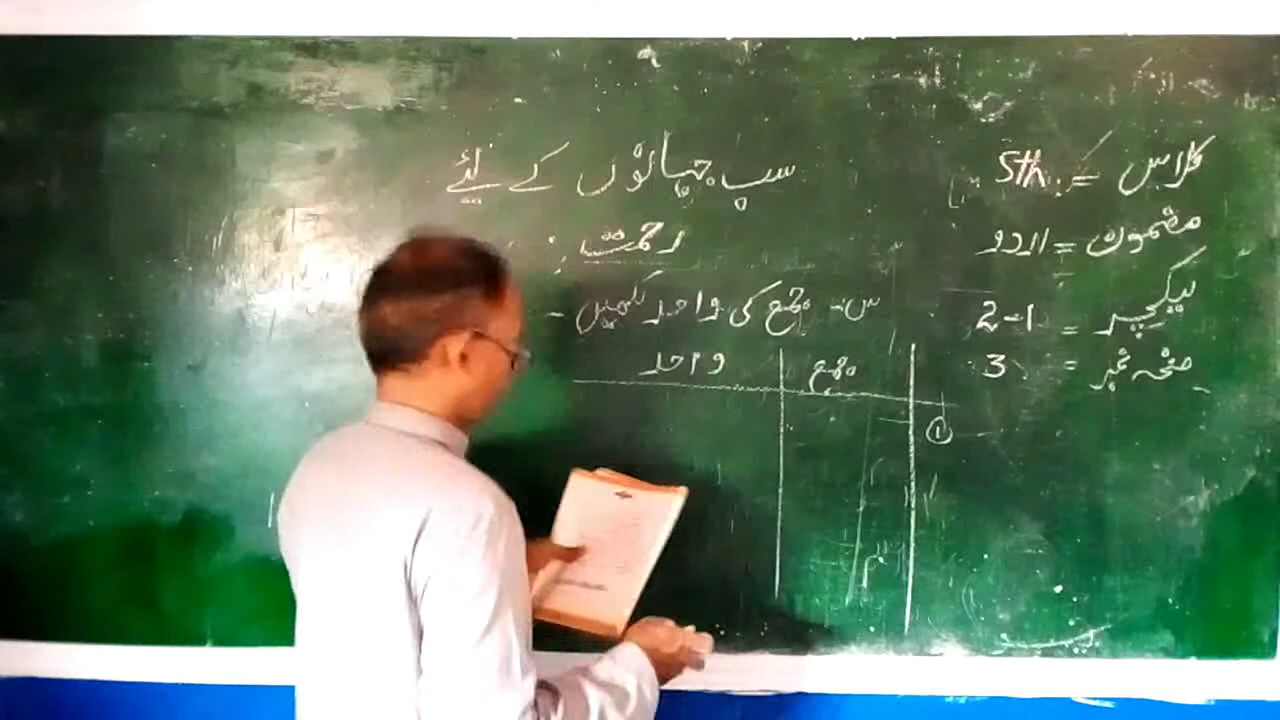 کلاس = 5th
مضمون = اردو
لیکچر = 2-1
صفحہ نمبر = 3
سب جہانوں کے لئے
رحمت
س:- جمع کی واحد لکھیں -
جمع واحد
①